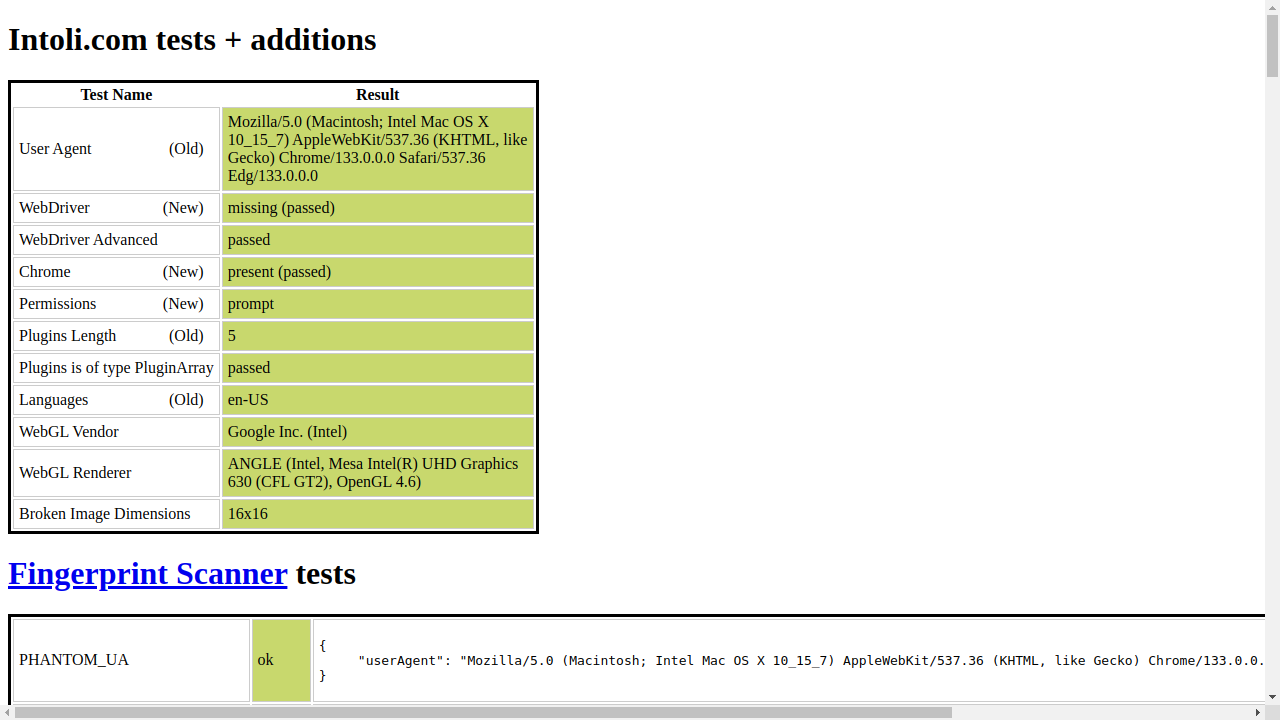 Intoli.com tests + additions
Test Name Result
User Agent (Old) Mozilla/5.0 (Macintosh; Intel Mac OS X
10_15_7) AppleWebKit/537.36 (KHTML, like
Gecko) Chrome/133.0.0.0 Safari/537.36
Edg/133.0.0.0
WebDriver (New) missing (passed)
WebDriver Advanced passed
Chrome (New) present (passed)
Permissions (New) prompt
Plugins Length (Old) 5
Plugins is of type PluginArray passed
Languages (Old) en-US
WebGL Vendor Google Inc. (Intel)
WebGL Renderer ANGLE (Intel, Mesa Intel(R) UHD Graphics
630 (CFL GT2), OpenGL 4.6)
Broken Image Dimensions 16x16
Fingerprint Scanner tests
PHANTOM_UA ok {
"userAgent": "Mozilla/5.0 (Macintosh; Intel Mac OS X 10_15_7) AppleWebKit/537.36 (KHTML, like Gecko) Chrome/133.0.0.
}